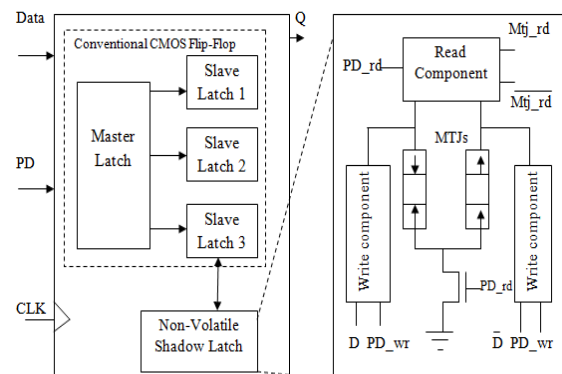 Data
Q
Conventional CMOS Flip-Flop
Slave
Latch 1
Master
Latch
Slave
Latch 2
PD
Slave
Latch 3
CLK
Non-Volatile
Shadow Latch
Mtj_rd
Read
Component
PD_rd
Mtj_rd
MTJs
Write component
Write component
PD_rd
D PD_wr
D̅ PD_wr